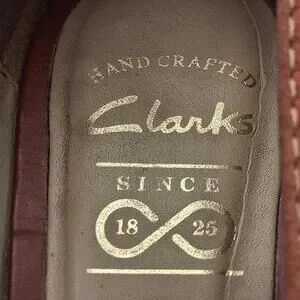 HAND CRAFTED
Clarks
SINCE
18 25